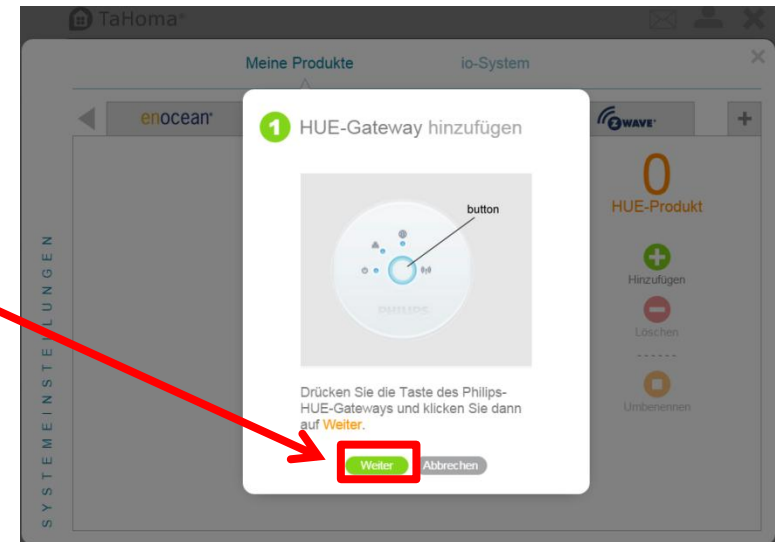 TaHoma®
Meine Produkte
io-System
enocean®
ZWAVE®
1 HUE-Gateway hinzufügen
button
PHILIPS
Drücken Sie die Taste des Philips-
HUE-Gateways und klicken Sie dann
auf Weiter.
Weiter
Abbrechen
0
HUE-Produkt
Hinzufügen
Löschen
Umbenennen
SYSTEMEINSTELLUNGEN